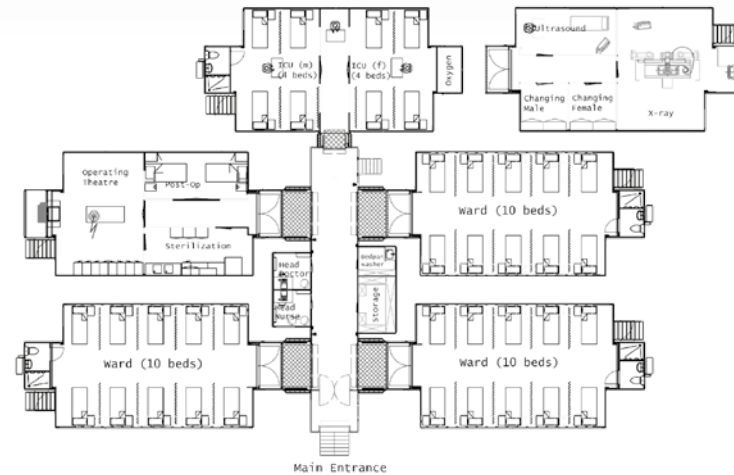 Ultrasound
ICU (m)
(4 beds)
ICU (f)
(4 beds)
Oxygen
Changing
Male
Changing
Female
X-ray
Operating
Theatre
Post-Op
Sterilization
Ward (10 beds)
Head
Doctor
Head
Nurse
Bedpan
washer
Storage
Ward (10 beds)
Ward (10 beds)
Main Entrance